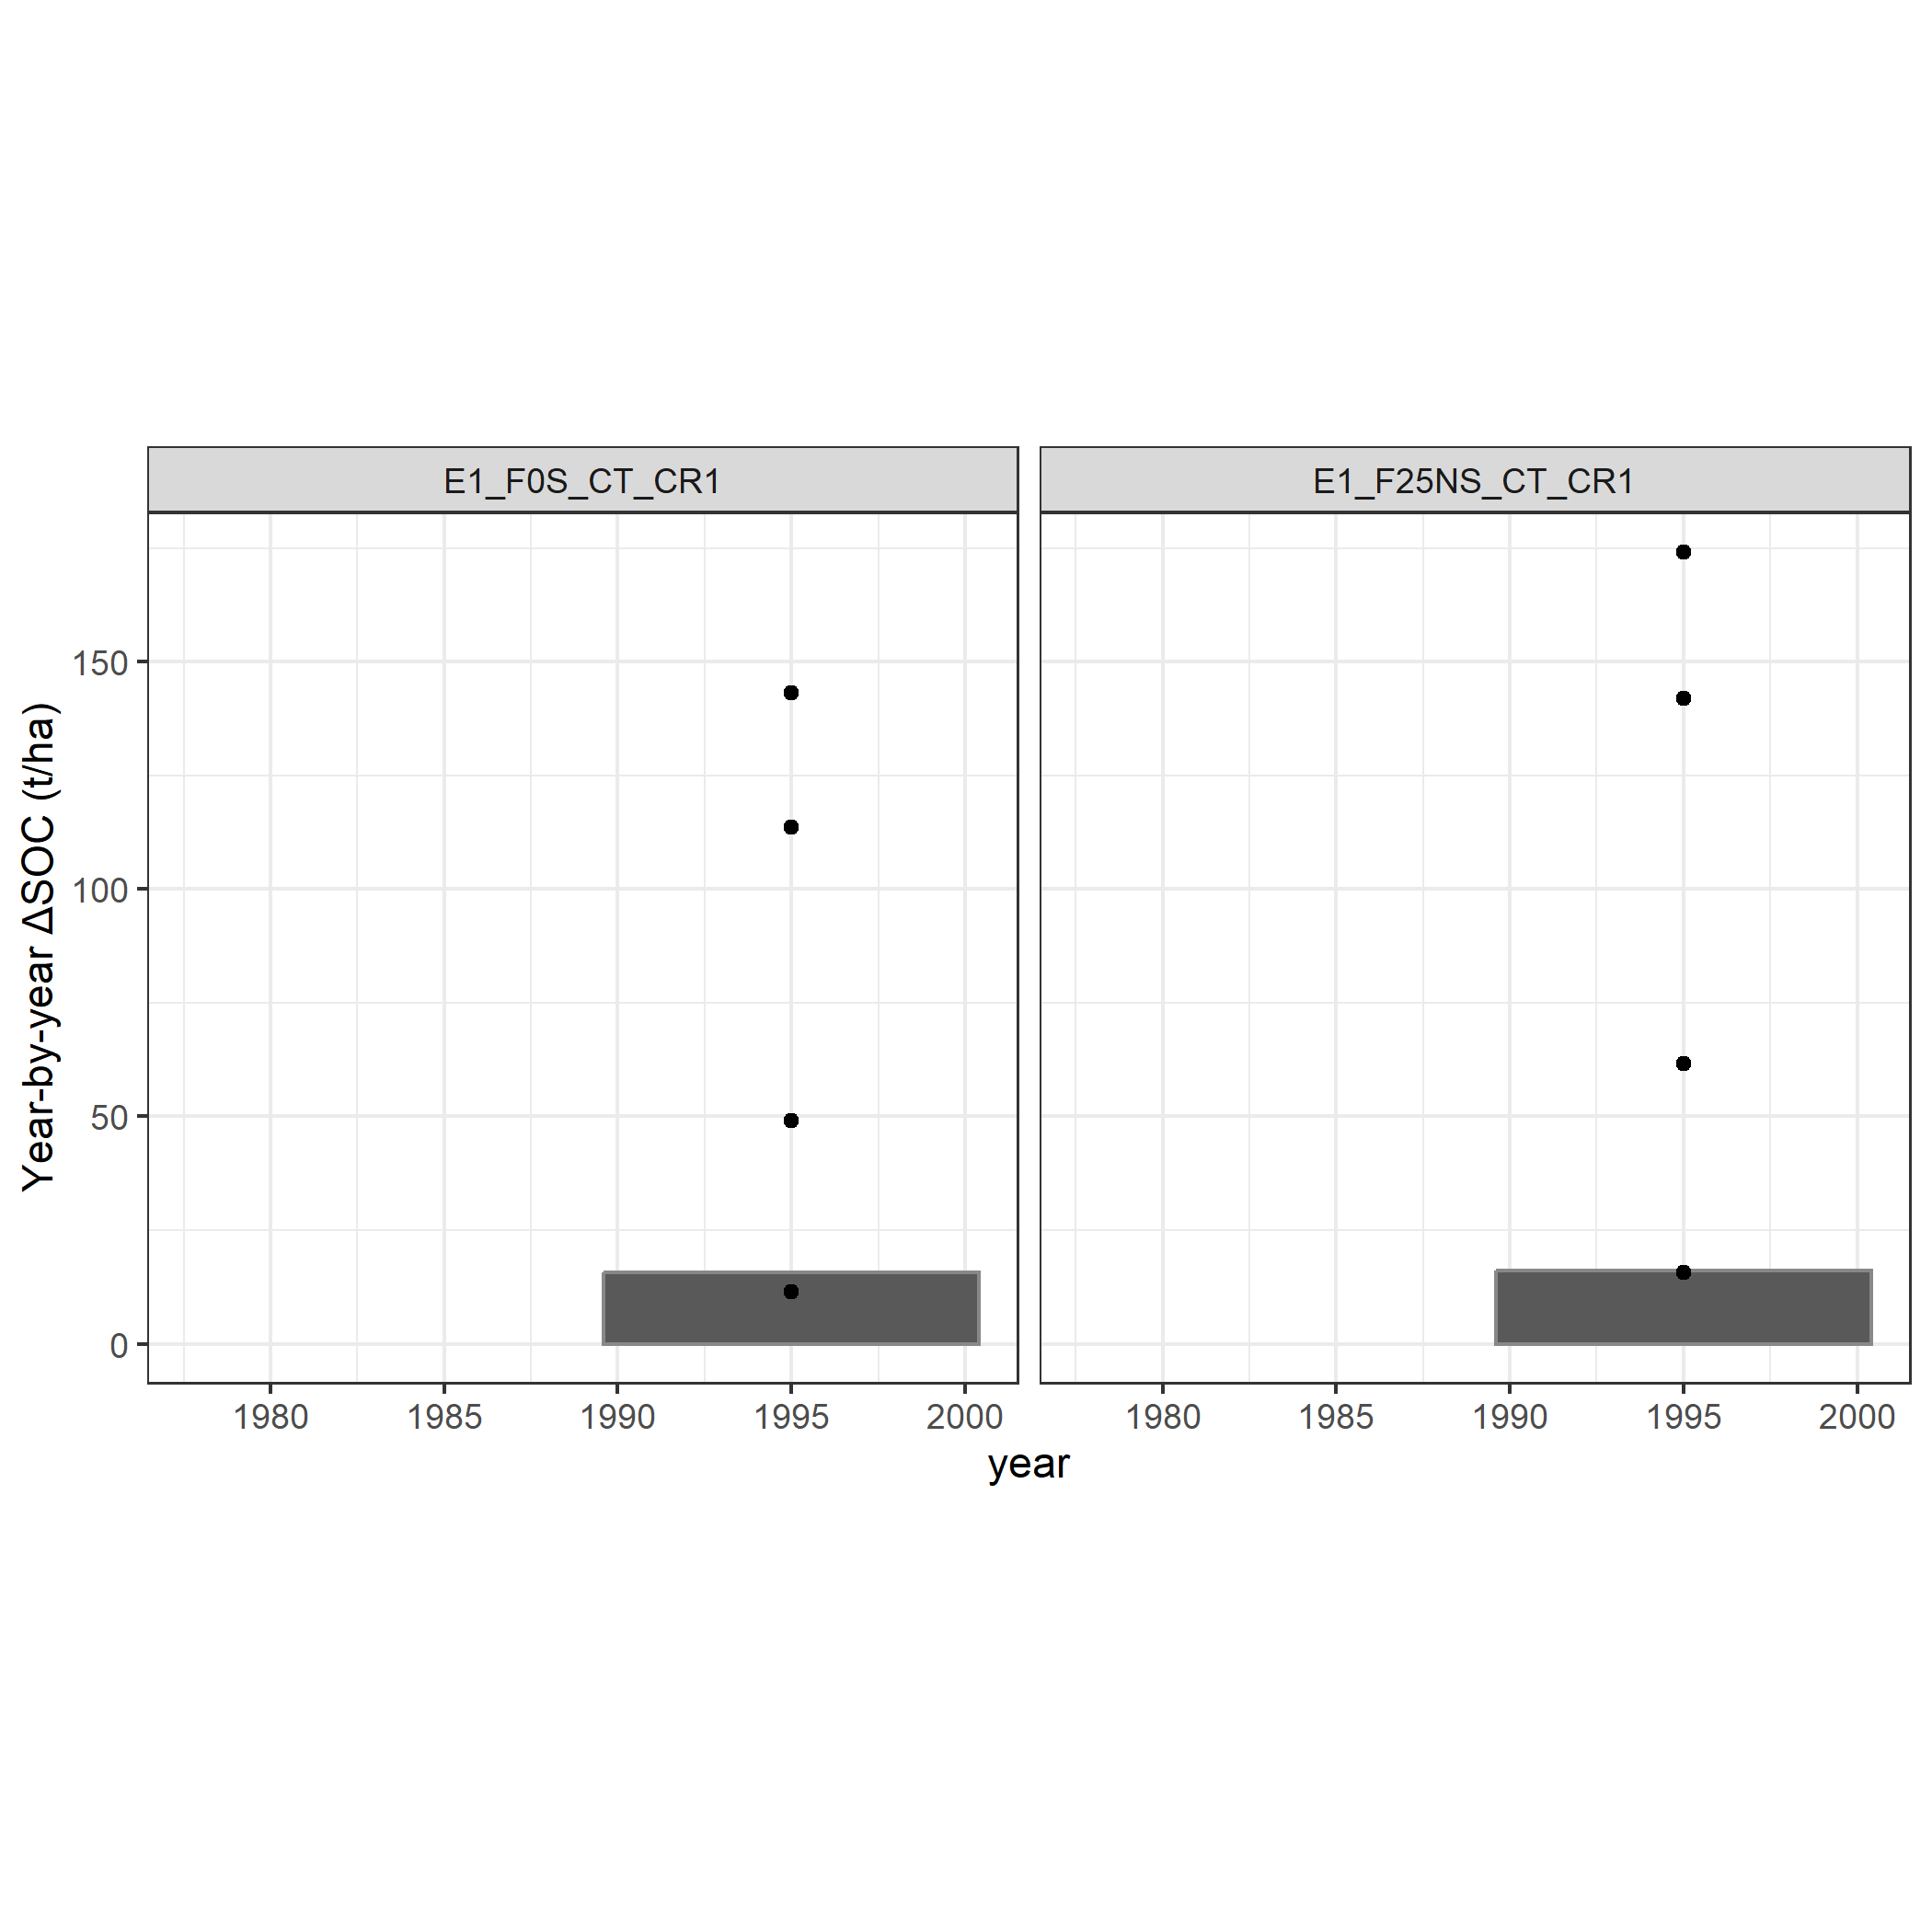 E1_F0S_CT_CR1 E1_F25NS_CT_CR1
Year-by-year ΔSOC (t/ha)
150
100
50
0
1980 1985 1990 1995 2000 1980 1985 1990 1995 2000
year